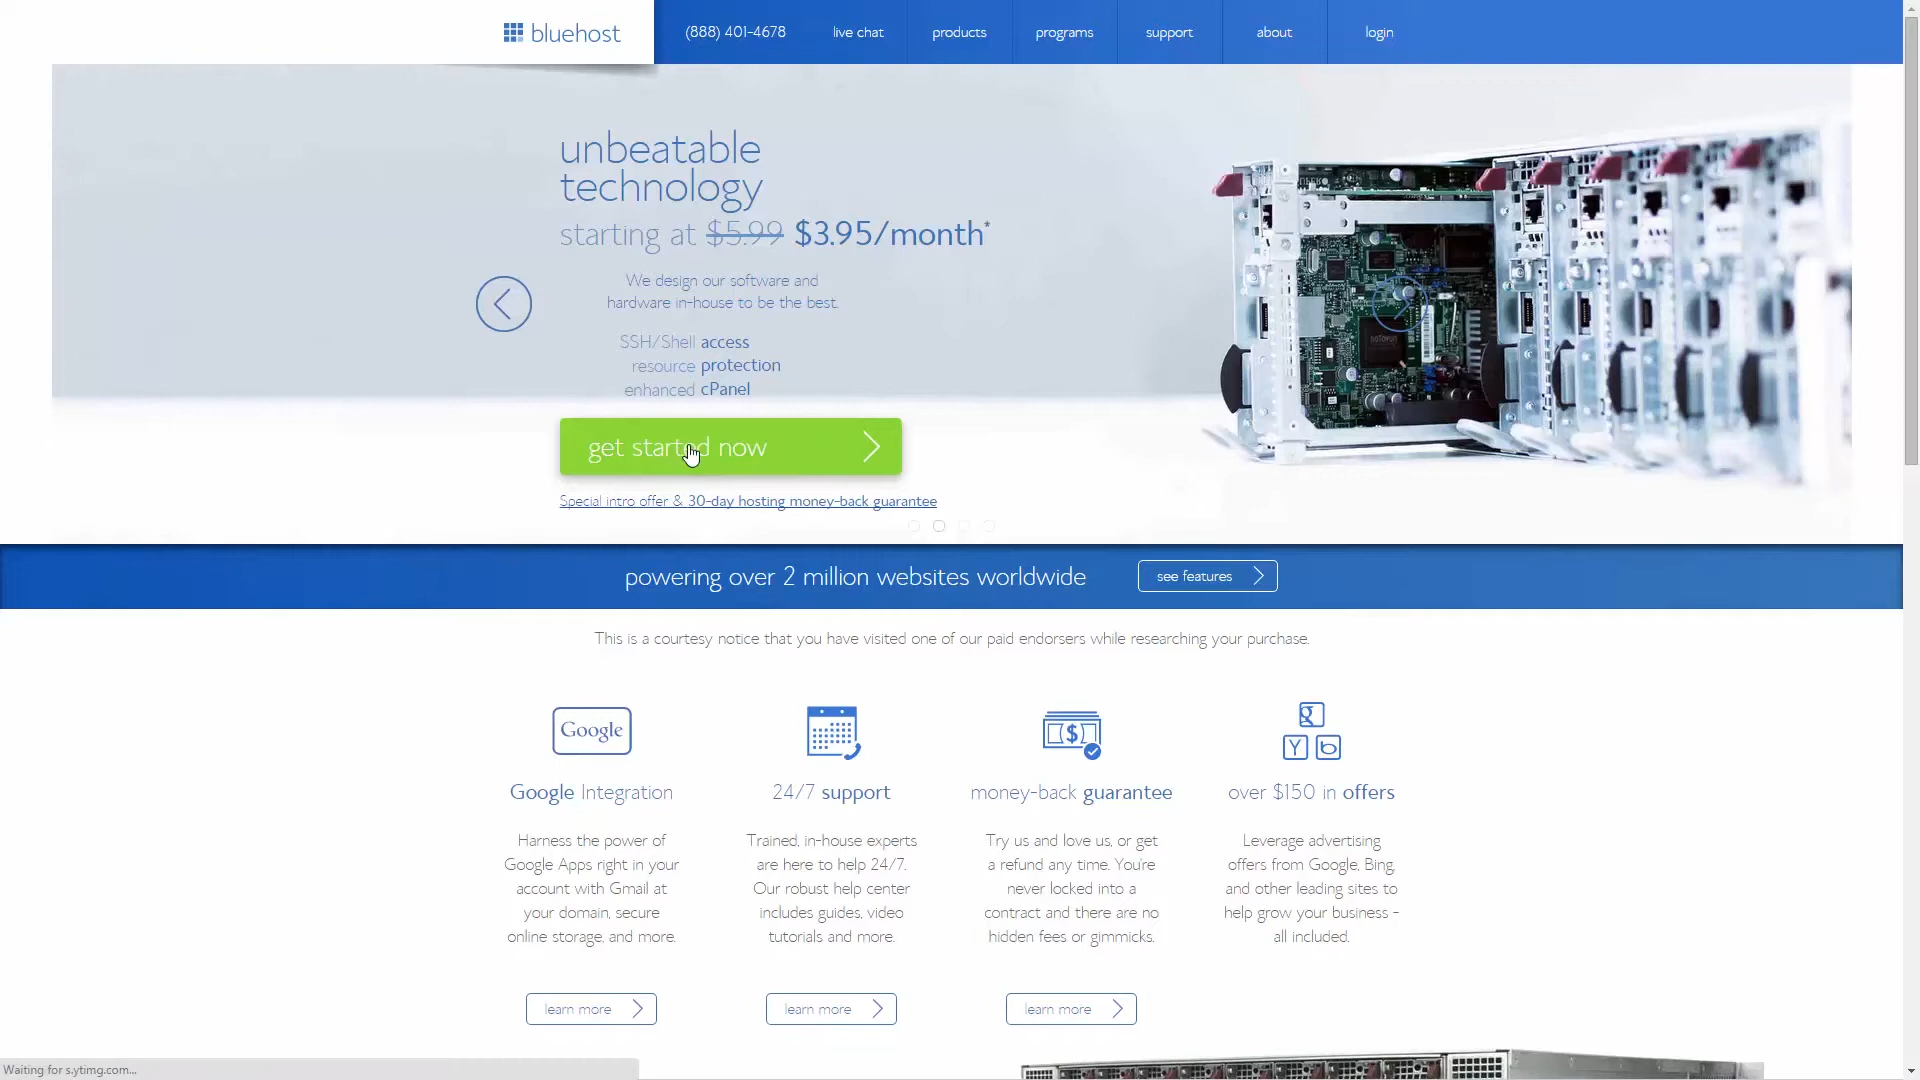 bluehost
(888) 401-4678 live chat products programs support about login
unbeatable
technology
starting at $5.99 $3.95/month*
We design our software and
hardware in-house to be the best.
SSH/Shell access
resource protection
enhanced cPanel
get started now
Special intro offer & 30-day hosting money-back guarantee
powering over 2 million websites worldwide
see features
This is a courtesy notice that you have visited one of our paid endorsers while researching your purchase.
Google
g
Y b
Google Integration
Harness the power of
Google Apps right in your
account with Gmail at
your domain, secure
online storage, and more.
learn more
24/7 support
Trained, in-house experts
are here to help 24/7.
Our robust help center
includes guides, video
tutorials and more.
learn more
money-back guarantee
Try us and love us, or get
a refund any time. You're
never locked into a
contract and there are no
hidden fees or gimmicks.
learn more
over $150 in offers
Leverage advertising
offers from Google, Bing,
and other leading sites to
help grow your business -
all included.
Waiting for s.ytimg.com...